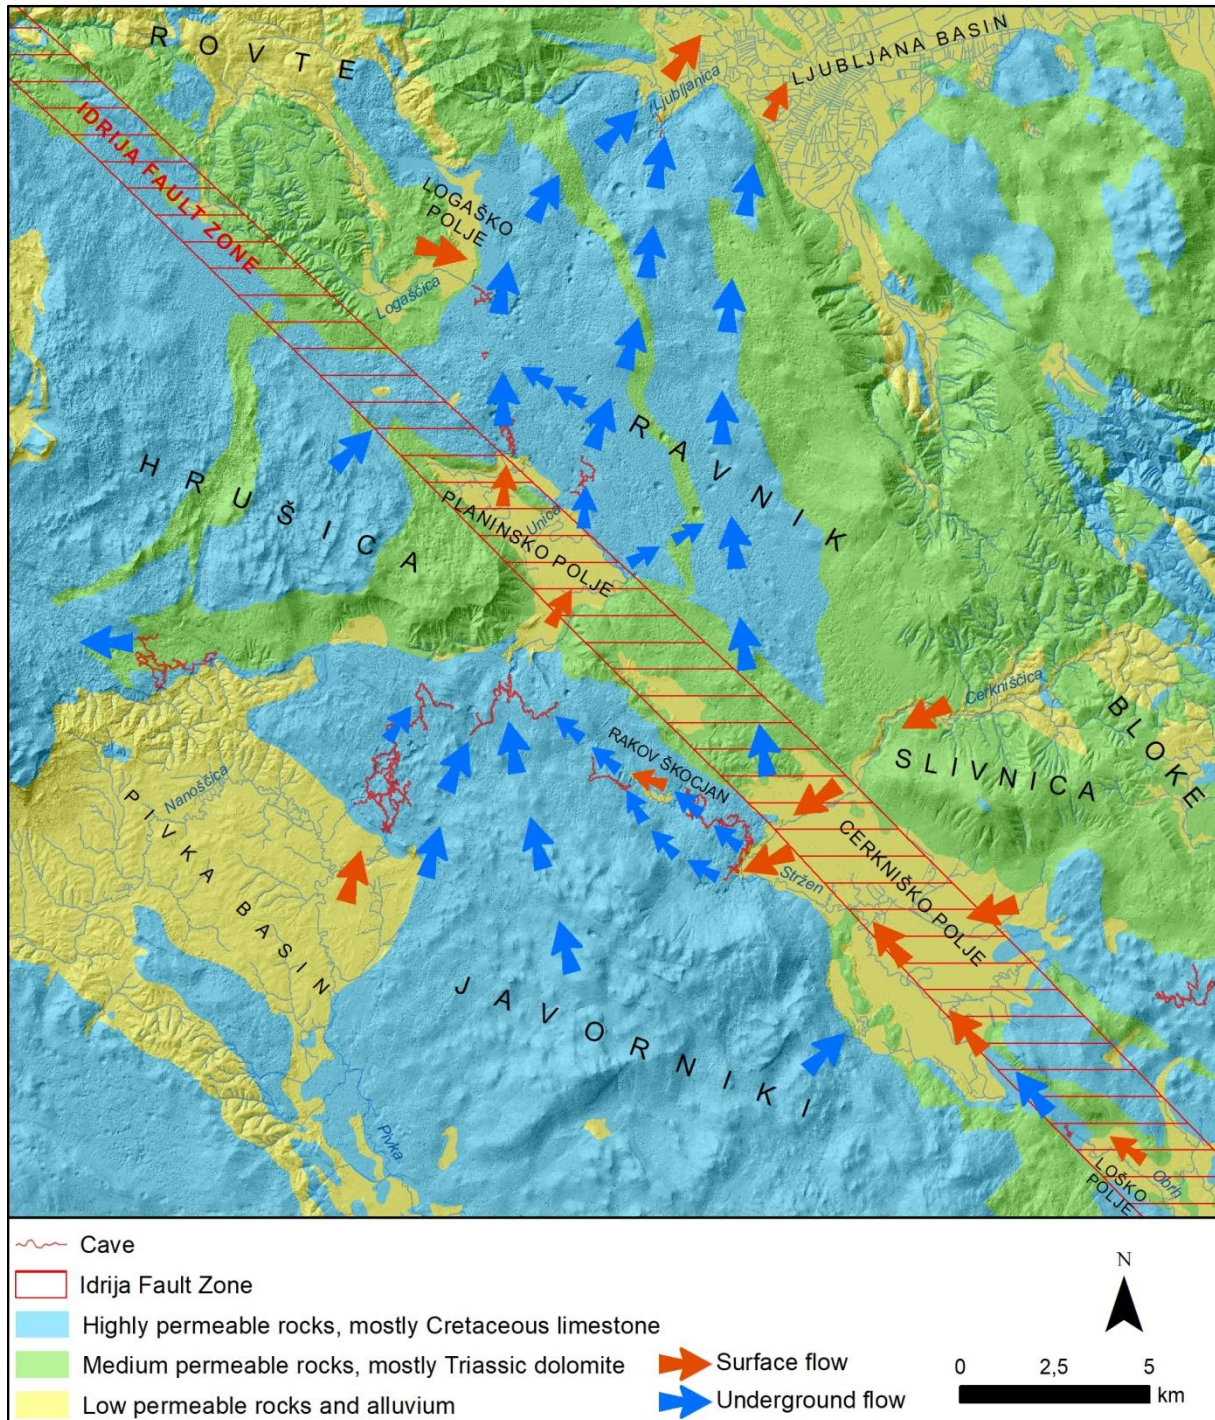 ROVTE
LJUBLJANA BASIN
Ljubljanica
IDRIJA FAULT ZONE
LOGAŠKO
POLJE
Logaščica
RAVNIK
HRUŠICA
PLANINSKO POLJE
Unica
Cerkniščica
BLOKE
SLIVNICA
RAKOV ŠKOCJAN
Nanoščica
PIVKA BASIN
CERKNIŠKO POLJE
Stržen
JAVORNIKI
Pivka
LOŠKO
POLJE
Obrh
Cave
Idrija Fault Zone
Highly permeable rocks, mostly Cretaceous limestone
Medium permeable rocks, mostly Triassic dolomite
Low permeable rocks and alluvium
Surface flow
Underground flow
N
0 2,5 5
km